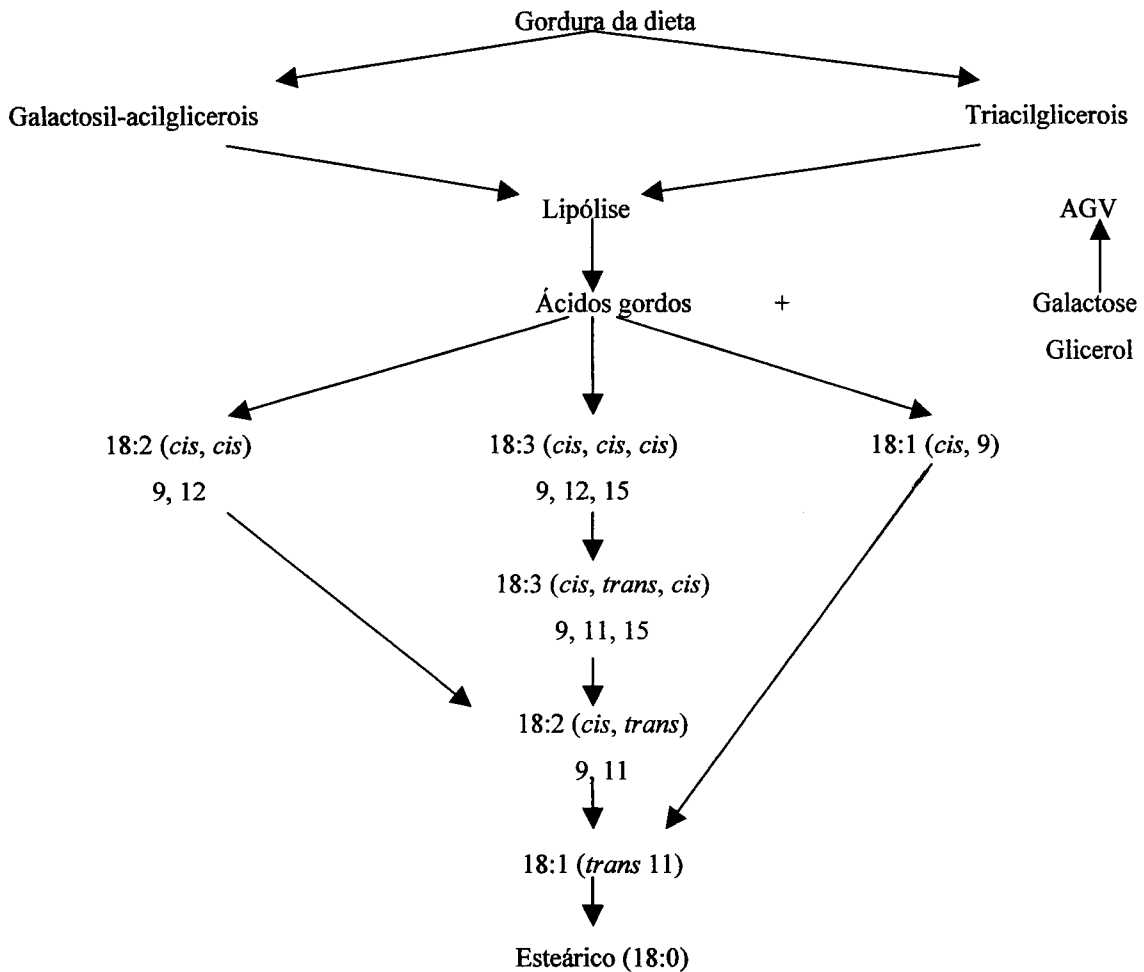 Gordura da dieta
Galactosil-acilglicerois
Triacilglicerois
Lipólise
AGV
Ácidos gordos
+
Galactose
Glicerol
18:2 (cis, cis)
9, 12
18:3 (cis, cis, cis)
9, 12, 15
18:1 (cis, 9)
18:3 (cis, trans, cis)
9, 11, 15
18:2 (cis, trans)
9, 11
18:1 (trans 11)
Esteárico (18:0)